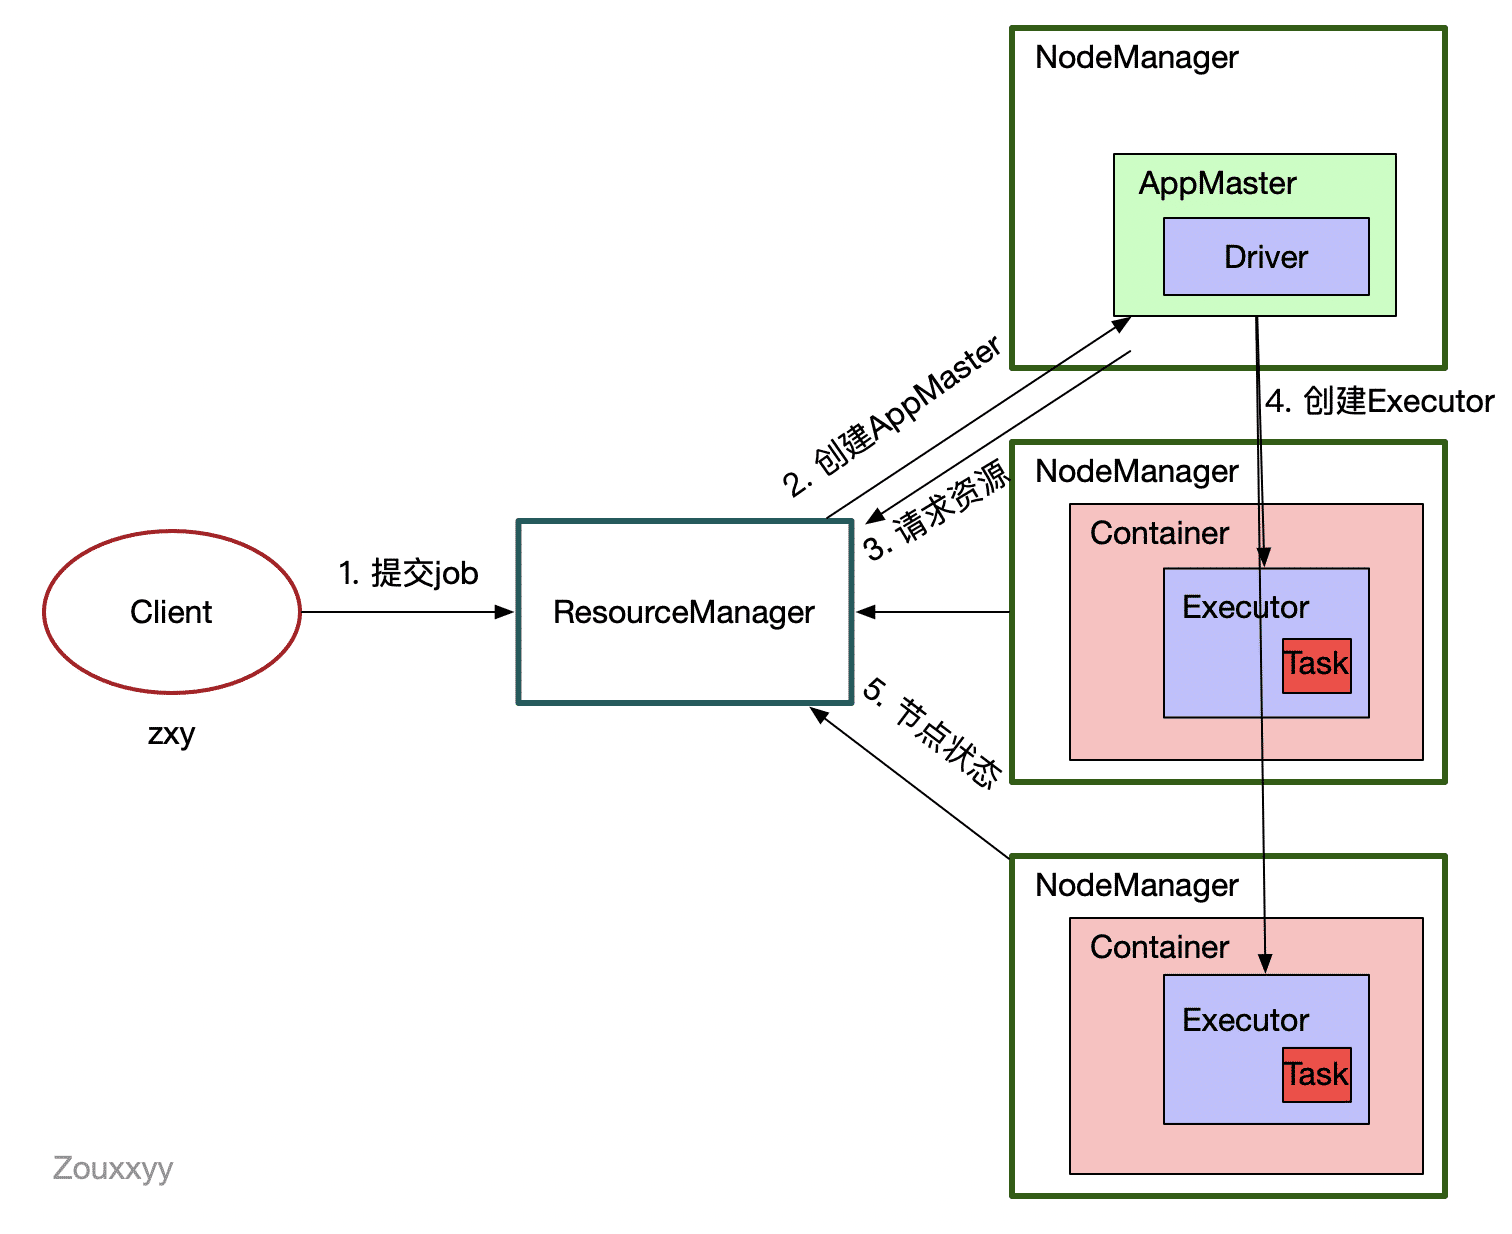 NodeManager
AppMaster
Driver
2. 创建AppMaster
4. 创建Executor
3. 请求资源
NodeManager
Container
Executor
Task
1. 提交job
Client
ResourceManager
zxy
5. 节点状态
NodeManager
Container
Executor
Task
Zouxxyy